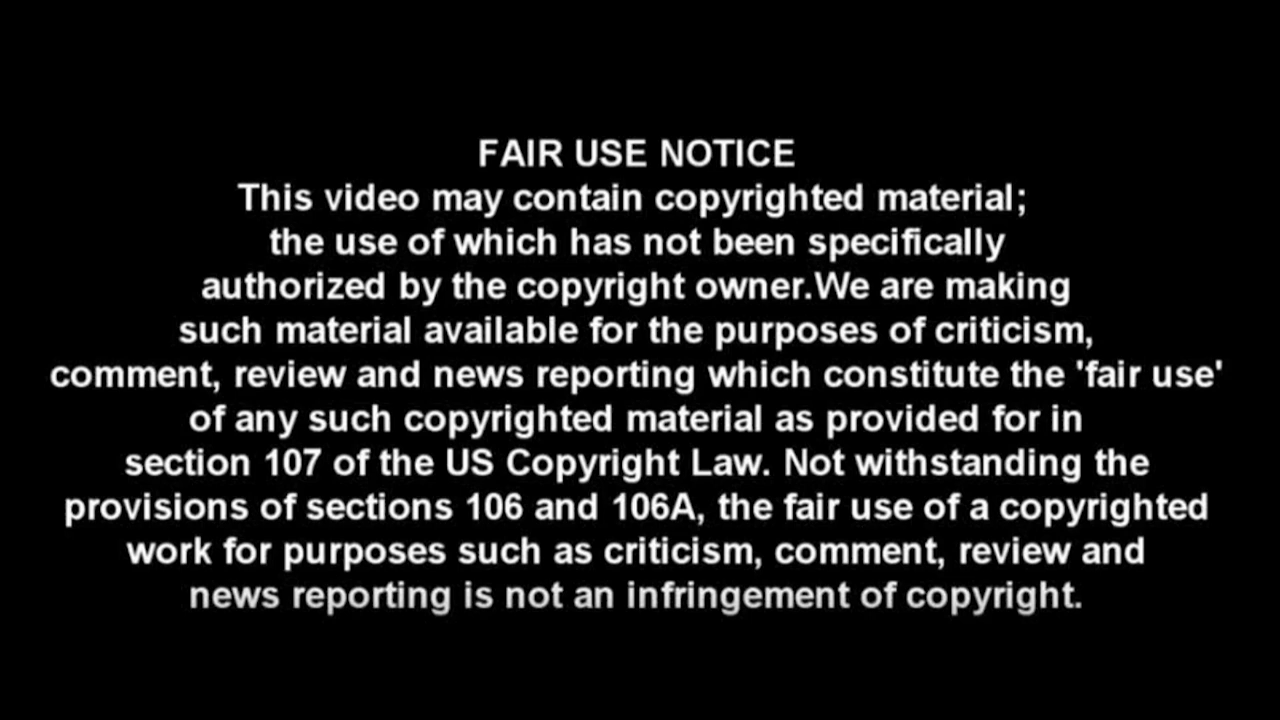 FAIR USE NOTICE
This video may contain copyrighted material;
the use of which has not been specifically
authorized by the copyright owner.We are making
such material available for the purposes of criticism,
comment, review and news reporting which constitute the 'fair use'
of any such copyrighted material as provided for in
section 107 of the US Copyright Law. Not withstanding the
provisions of sections 106 and 106A, the fair use of a copyrighted
work for purposes such as criticism, comment, review and
news reporting is not an infringement of copyright.